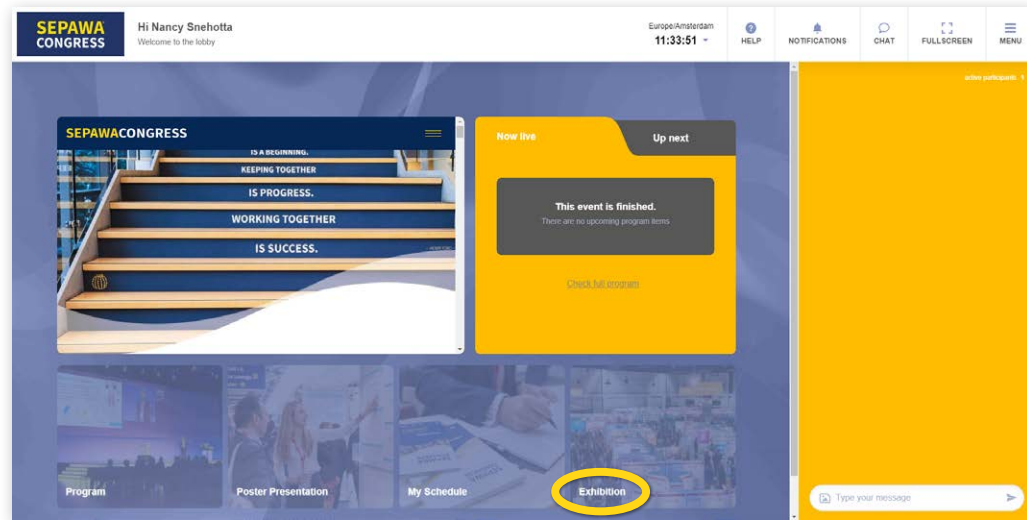 SEPAWA
CONGRESS
Hi Nancy Snehotta
Welcome to the lobby
Europe/Amsterdam
11:33:51
HELP
NOTIFICATIONS
CHAT
FULLSCREEN
MENU
active participants 1
SEPAWACONGRESS
IS A BEGINNING.
KEEPING TOGETHER
IS PROGRESS.
WORKING TOGETHER
IS SUCCESS.
Now live
Up next
This event is finished.
There are no upcoming program items
Check full program
Program
Poster Presentation
My Schedule
Exhibition
Type your message